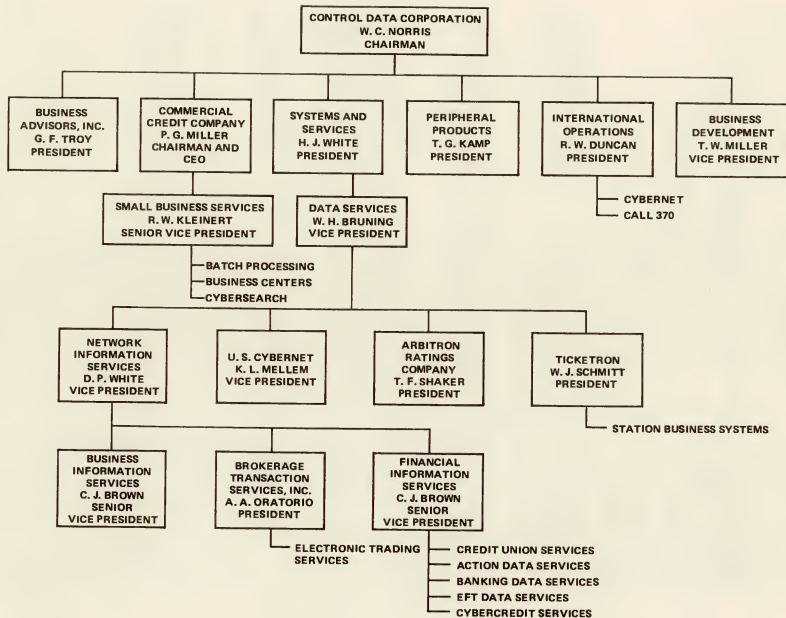 CONTROL DATA CORPORATION
W. C. NORRIS
CHAIRMAN
BUSINESS
ADVISORS, INC.
G. F. TROY
PRESIDENT
COMMERCIAL
CREDIT COMPANY
P. G. MILLER
CHAIRMAN AND
CEO
SYSTEMS AND
SERVICES
H. J. WHITE
PRESIDENT
PERIPHERAL
PRODUCTS
T. G. KAMP
PRESIDENT
INTERNATIONAL
OPERATIONS
R. W. DUNCAN
PRESIDENT
BUSINESS
DEVELOPMENT
T. W. MILLER
VICE PRESIDENT
SMALL BUSINESS SERVICES
R. W. KLEINERT
SENIOR VICE PRESIDENT
DATA SERVICES
W. H. BRUNING
VICE PRESIDENT
CYBERNET
CALL 370
BATCH PROCESSING
BUSINESS CENTERS
CYBERSEARCH
NETWORK
INFORMATION
SERVICES
D. P. WHITE
VICE PRESIDENT
U. S. CYBERNET
K. L. MELLEM
VICE PRESIDENT
ARBITRON
RATINGS
COMPANY
T. F. SHAKER
PRESIDENT
TICKETRON
W. J. SCHMITT
PRESIDENT
STATION BUSINESS SYSTEMS
BUSINESS
INFORMATION
SERVICES
C. J. BROWN
SENIOR
VICE PRESIDENT
BROKERAGE
TRANSACTION
SERVICES, INC.
A. A. ORATORIO
PRESIDENT
FINANCIAL
INFORMATION
SERVICES
C. J. BROWN
SENIOR
VICE PRESIDENT
ELECTRONIC TRADING
SERVICES
CREDIT UNION SERVICES
ACTION DATA SERVICES
BANKING DATA SERVICES
EFT DATA SERVICES
CYBERCREDIT SERVICES